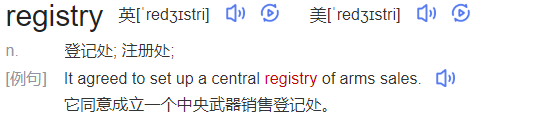 registry 英[ˈredʒɪstri] 美[ˈredʒɪstri]
n. 登记处; 注册处;
[例句] It agreed to set up a central registry of arms sales.
它同意成立一个中央武器销售登记处。